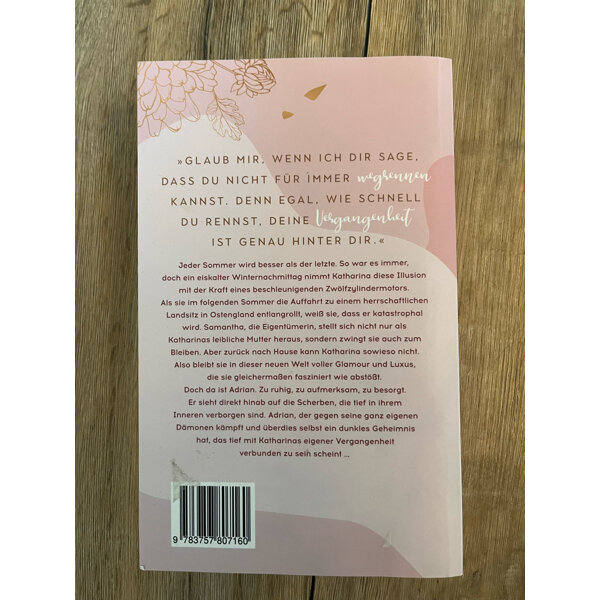 »GLAUB MIR, WENN ICH DIR SAGE,
DASS DU NICHT FÜR IMMER wegrennen
KANNST. DENN EGAL, WIE SCHNELL
DU RENNST, DEINE Vergangenheit
IST GENAU HINTER DIR.«
Jeder Sommer wird besser als der letzte. So war es immer,
doch ein eiskalter Winternachmittag nimmt Katharina diese Illusion
mit der Kraft eines beschleunigenden Zwölfzylindermotors.
Als sie im folgenden Sommer die Auffahrt zu einem herrschaftlichen
Landsitz in Ostengland entlangrollt, weiß sie, dass er katastrophal
wird. Samantha, die Eigentümerin, stellt sich nicht nur als
Katharinas leibliche Mutter heraus, sondern zwingt sie auch zum
Bleiben. Aber zurück nach Hause kann Katharina sowieso nicht.
Also bleibt sie in dieser neuen Welt voller Glamour und Luxus,
die sie gleichermaßen fasziniert wie abstößt.
Doch da ist Adrian. Zu ruhig, zu aufmerksam, zu besorgt.
Er sieht direkt hinab auf die Scherben, die tief in ihrem
Inneren verborgen sind. Adrian, der gegen seine ganz eigenen
Dämonen kämpft und überdies selbst ein dunkles Geheimnis
hat, das tief mit Katharinas eigener Vergangenheit
verbunden zu sein scheint ...
9 783757 807160